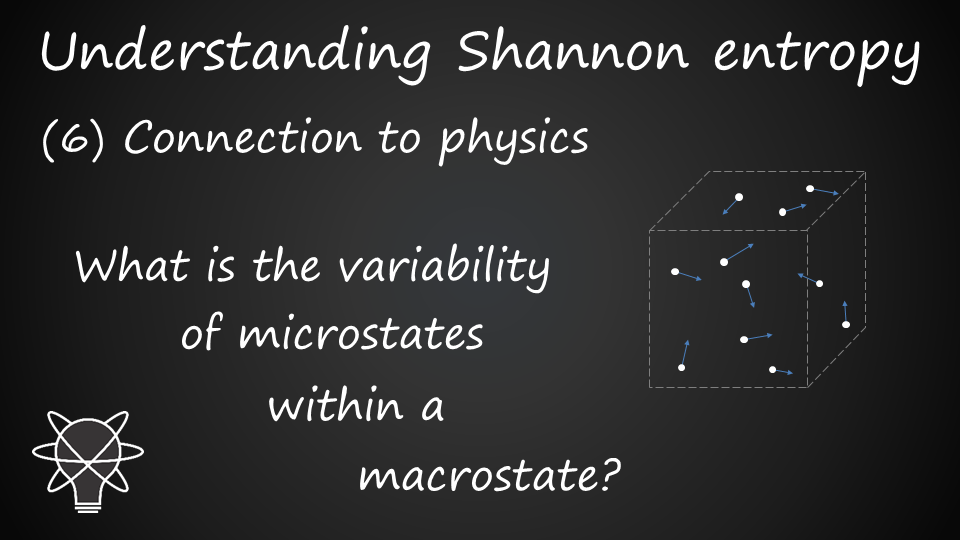 Understanding Shannon entropy
(6) Connection to physics
What is the variability
of microstates
within a
macrostate?